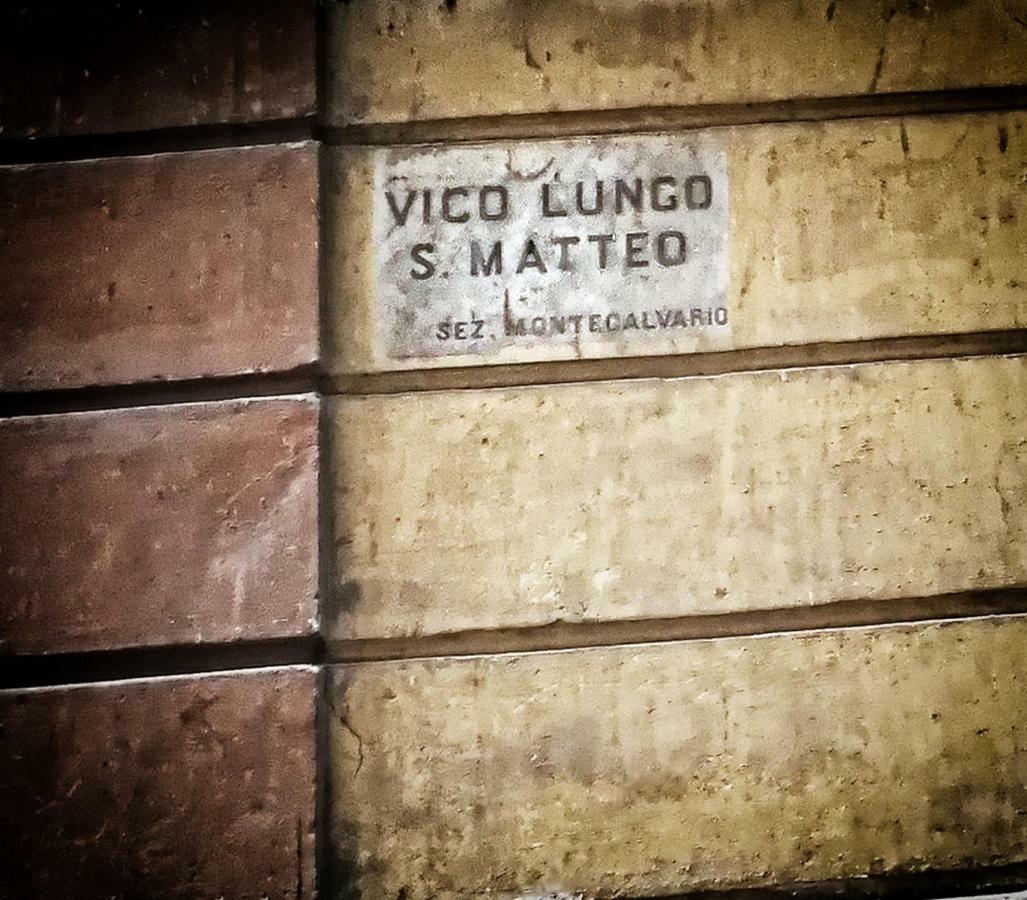 VICO LUNGO
S. MATTEO
SEZ. MONTECALVARIO